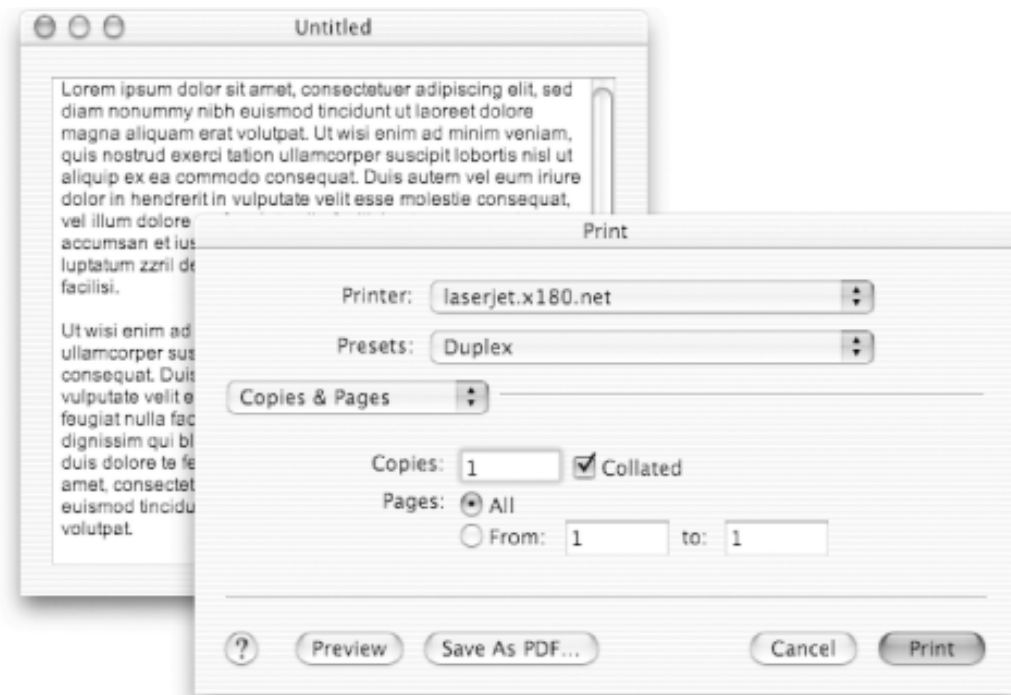 Untitled
Lorem ipsum dolor sit amet, consectetuer adipiscing elit, sed
diam nonummy nibh euismod tincidunt ut laoreet dolore
magna aliquam erat volutpat. Ut wisi enim ad minim veniam,
quis nostrud exerci tation ullamcorper suscipit lobortis nisl ut
aliquip ex ea commodo consequat. Duis autem vel eum iriure
dolor in hendrerit in vulputate velit esse molestie consequat,
vel illum dolore
accumsan et ius
luptatum zzril de
facilisi.
Ut wisi enim ad
ullamcorper sus
consequat. Duis
vulputate velit e
feugiat nulla fac
dignissim qui bl
duis dolore te fe
amet, consectet
euismod tincidu
volutpat.
Print
Printer: laserjet.x180.net
Presets: Duplex
Copies & Pages
Copies: 1 Collated
Pages: All
From: 1 to: 1
? Preview Save As PDF... Cancel Print